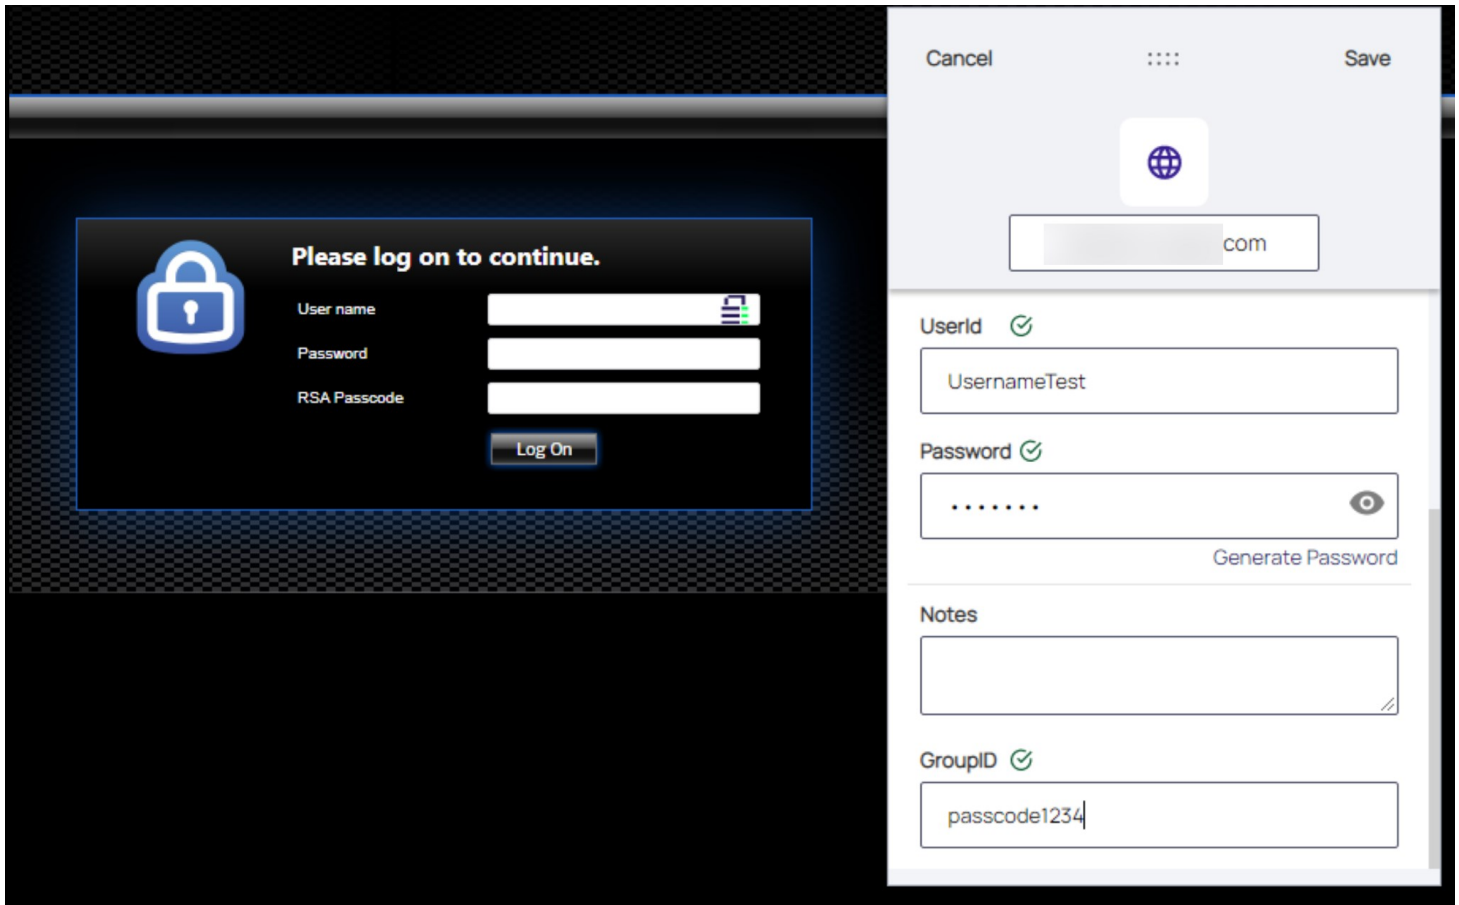 Please log on to continue.
User name
Password
RSA Passcode
Log On
Cancel
Save
com
UserId
UsernameTest
Password
Generate Password
Notes
GroupID
passcode1234